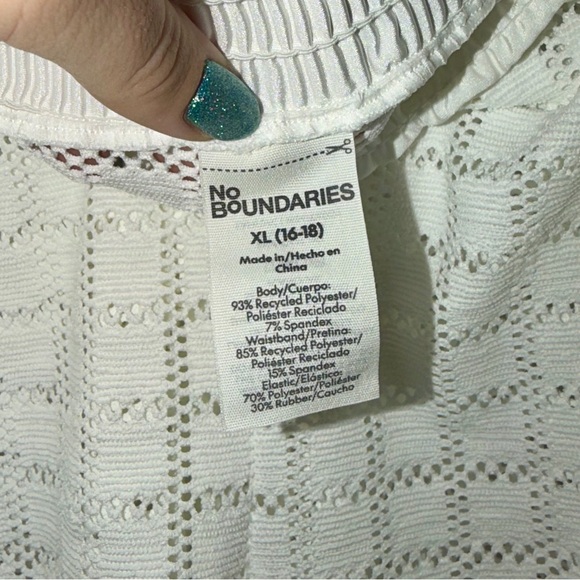 No
BOUNDARIES
XL (16-18)
Made in/Hecho en
China
Body/Cuerpo:
93% Recycled Polyester/
Poliéster Reciclado
7% Spandex
Waistband/Pretina:
85% Recycled Polyester/
Poliéster Reciclado
15% Spandex
Elastic/Elástico:
70% Polyester/Poliéster
30% Rubber/Caucho